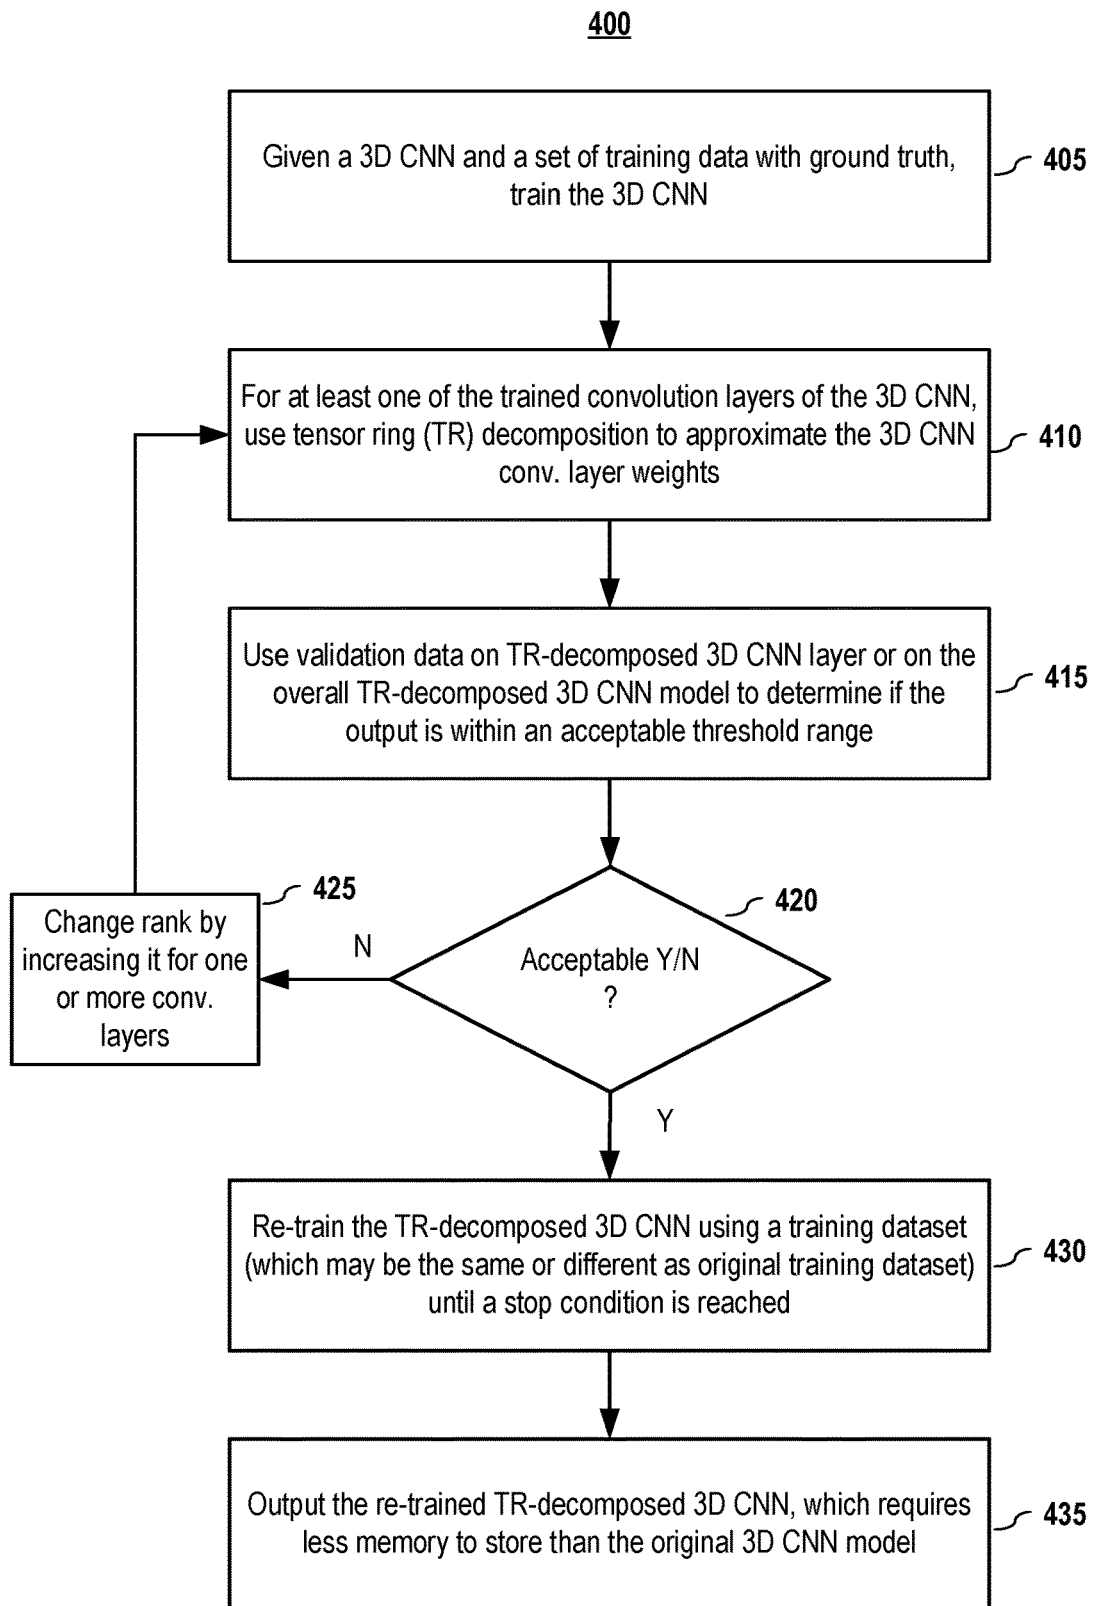 400
Given a 3D CNN and a set of training data with ground truth,
train the 3D CNN
405
For at least one of the trained convolution layers of the 3D CNN,
use tensor ring (TR) decomposition to approximate the 3D CNN
conv. layer weights
410
Use validation data on TR-decomposed 3D CNN layer or on the
overall TR-decomposed 3D CNN model to determine if the
output is within an acceptable threshold range
415
Acceptable Y/N
?
420
N
Change rank by
increasing it for one
or more conv.
layers
425
Y
Re-train the TR-decomposed 3D CNN using a training dataset
(which may be the same or different as original training dataset)
until a stop condition is reached
430
Output the re-trained TR-decomposed 3D CNN, which requires
less memory to store than the original 3D CNN model
435